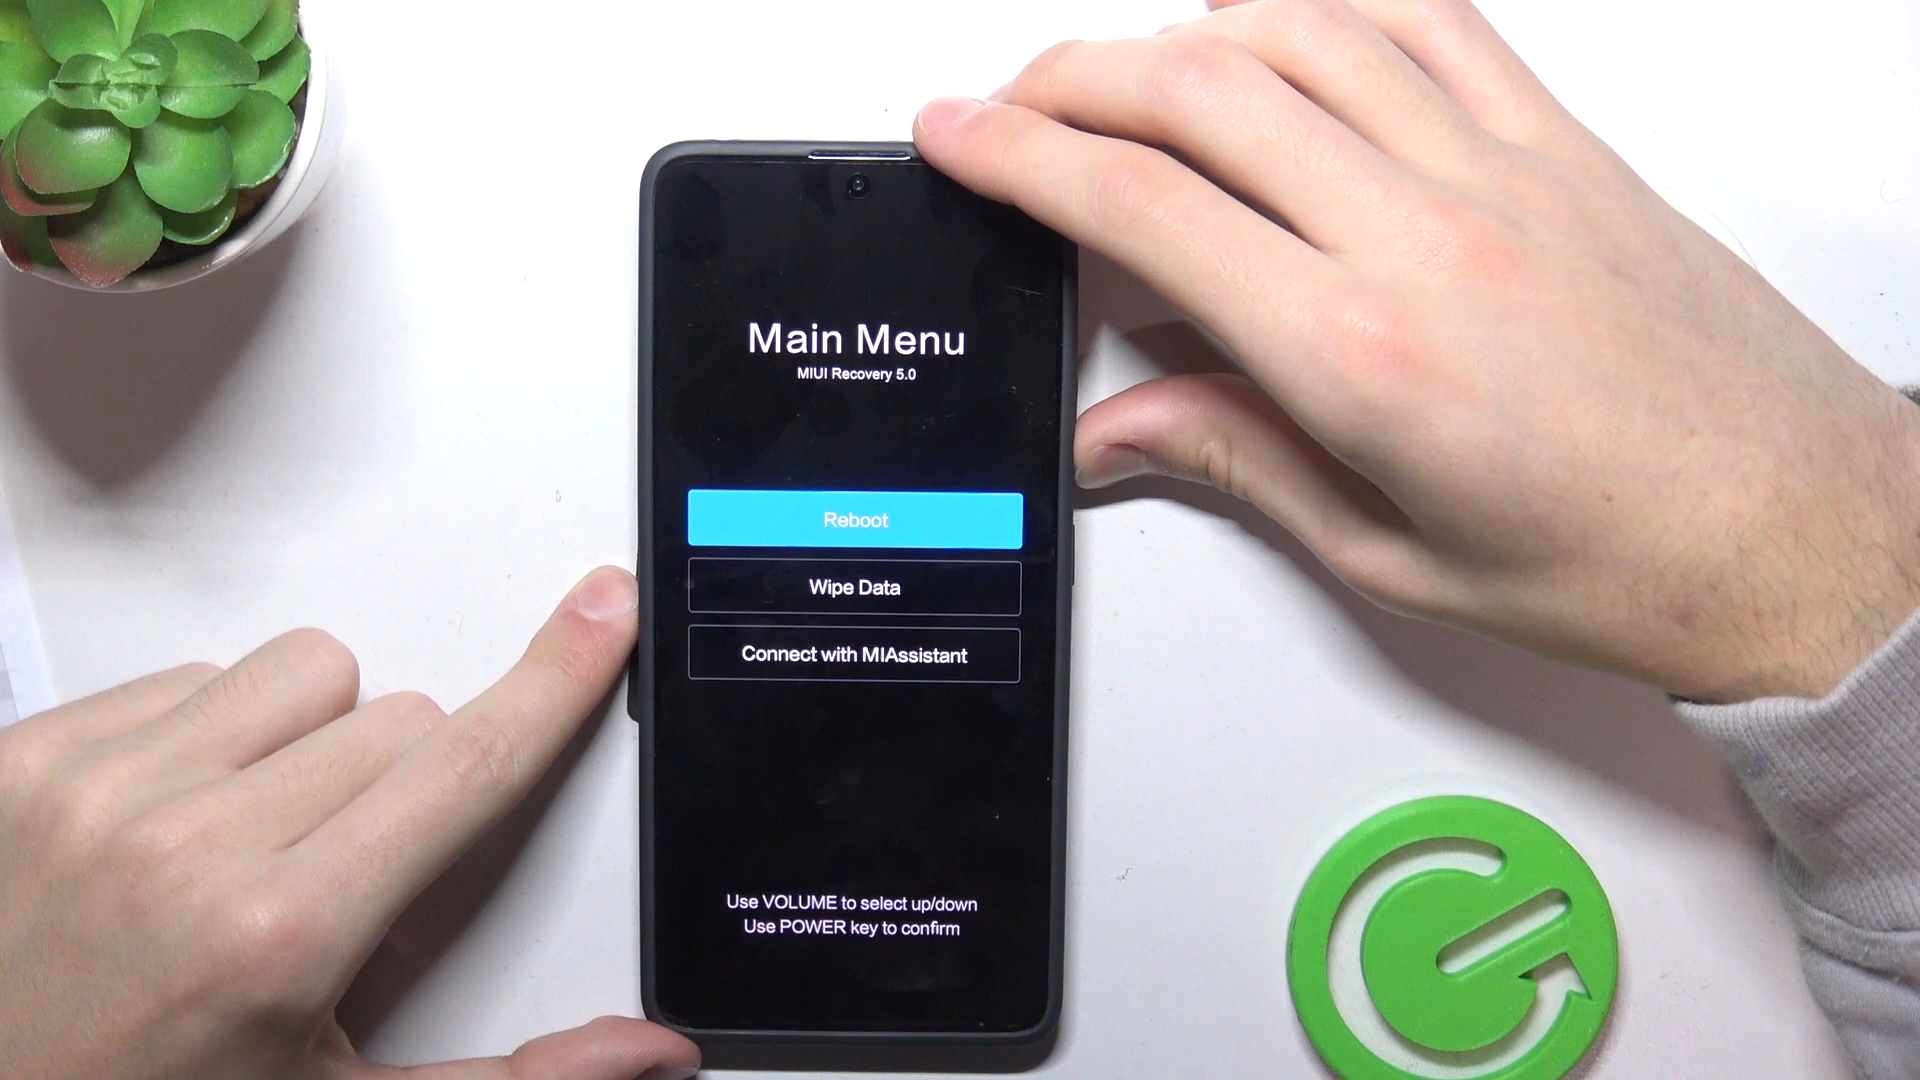 Main Menu
MIUI Recovery 5.0
Reboot
Wipe Data
Connect with MIAssistant
Use VOLUME to select up/down
Use POWER key to confirm